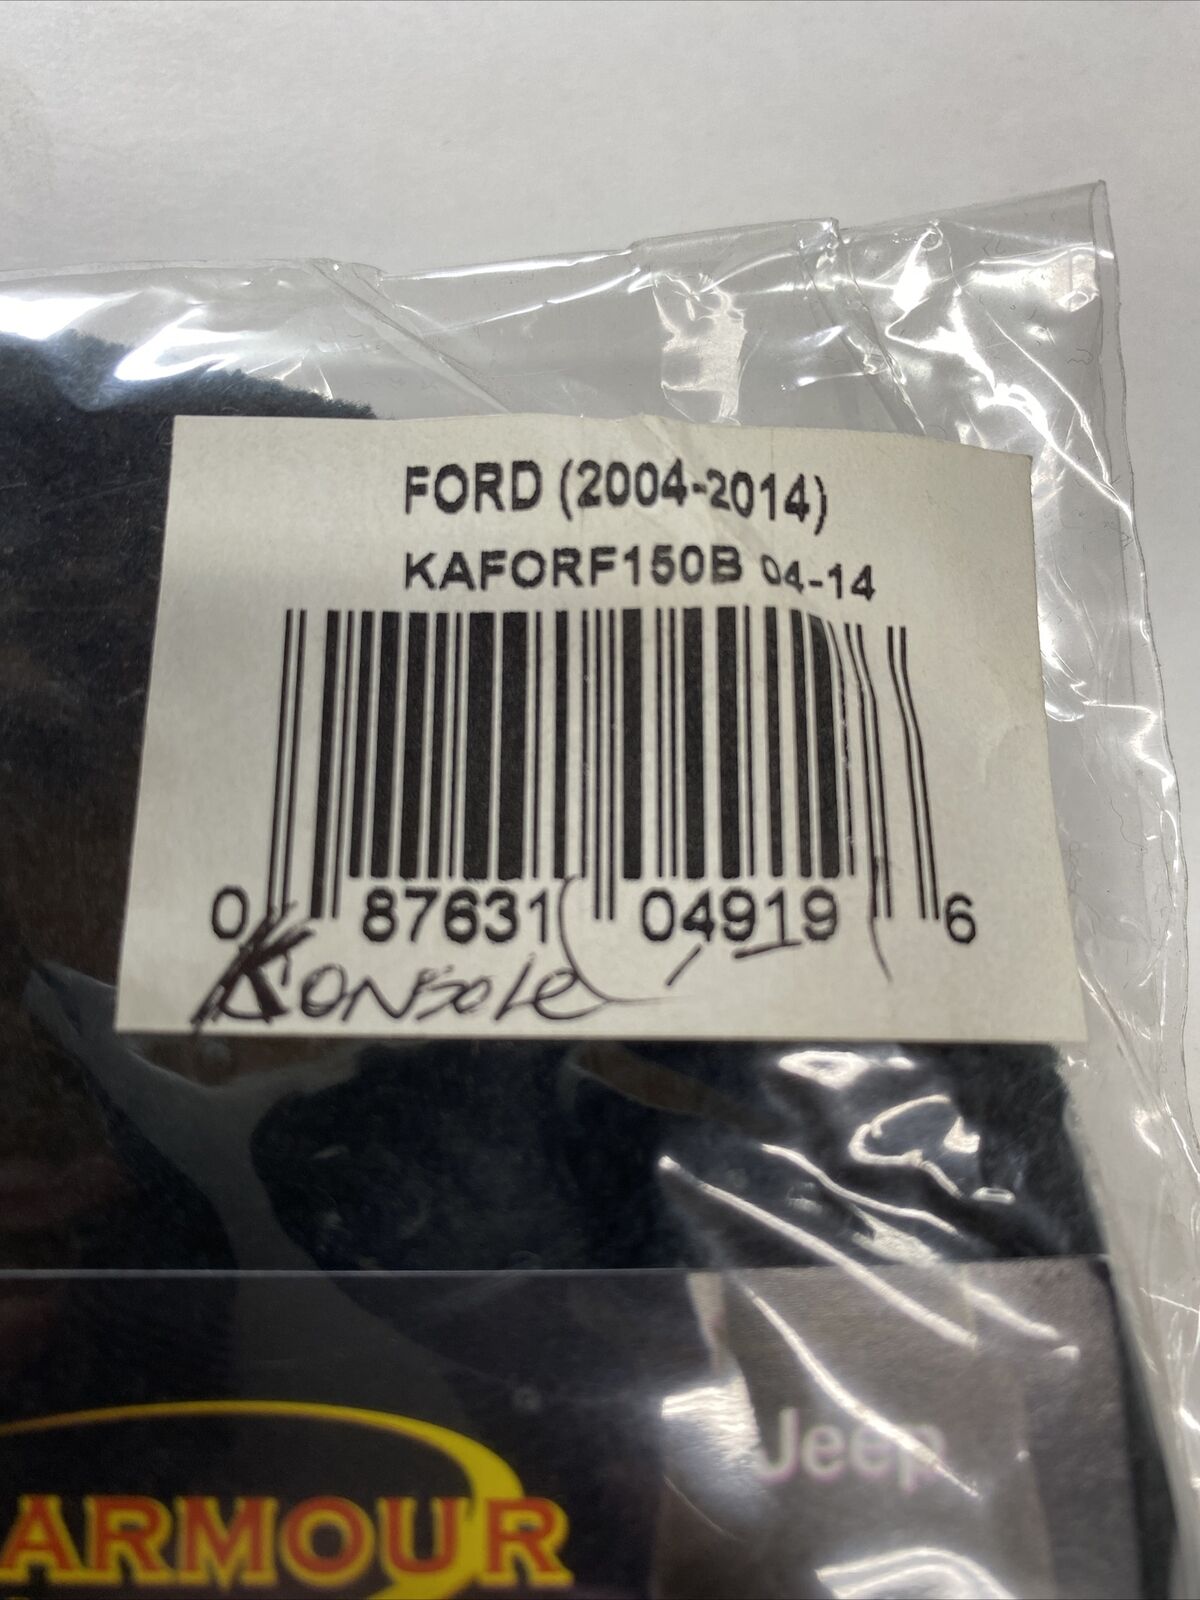 FORD (2004-2014)
KAFORF150B 04-14
0 87631 04919 6
Konsole
Jeep
ARMOUR